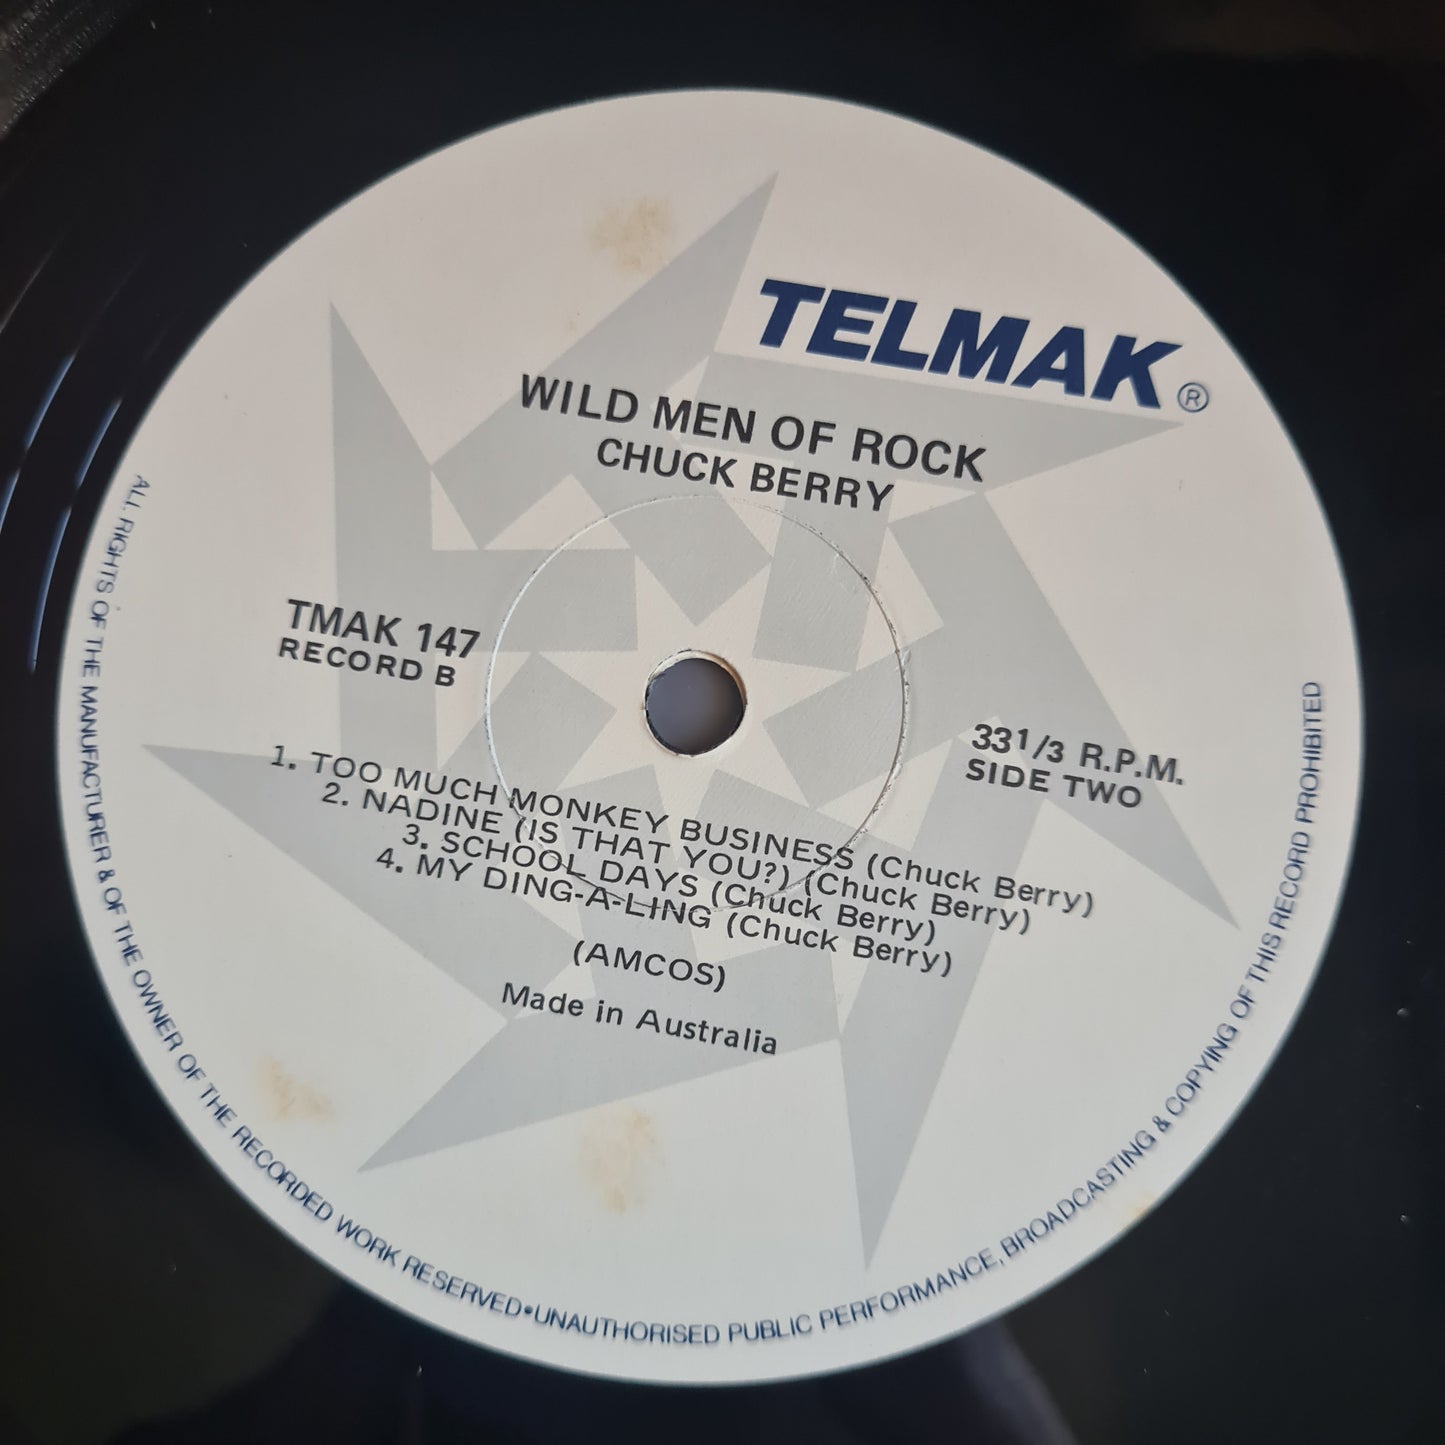 TELMAK ®
WILD MEN OF ROCK
CHUCK BERRY
TMAK 147
RECORD B
33 1/3 R.P.M.
SIDE TWO
1. TOO MUCH MONKEY BUSINESS (Chuck Berry)
2. NADINE (IS THAT YOU?) (Chuck Berry)
3. SCHOOL DAYS (Chuck Berry)
4. MY DING-A-LING (Chuck Berry)
(AMCOS)
Made in Australia
ALL RIGHTS OF THE MANUFACTURER & OF THE OWNER OF THE RECORDED WORK RESERVED•UNAUTHORISED PUBLIC PERFORMANCE, BROADCASTING & COPYING OF THIS RECORD PROHIBITED